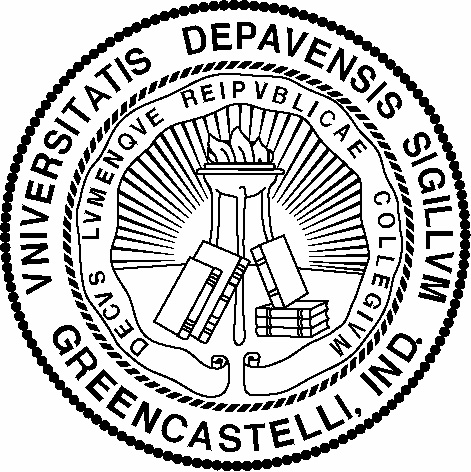 VNIVERSITATIS DEPAVENSIS SIGILLVM
GREENCASTELLI, IND.
DECVS LVMENQVE REIPVBLICAE COLLEGIVM